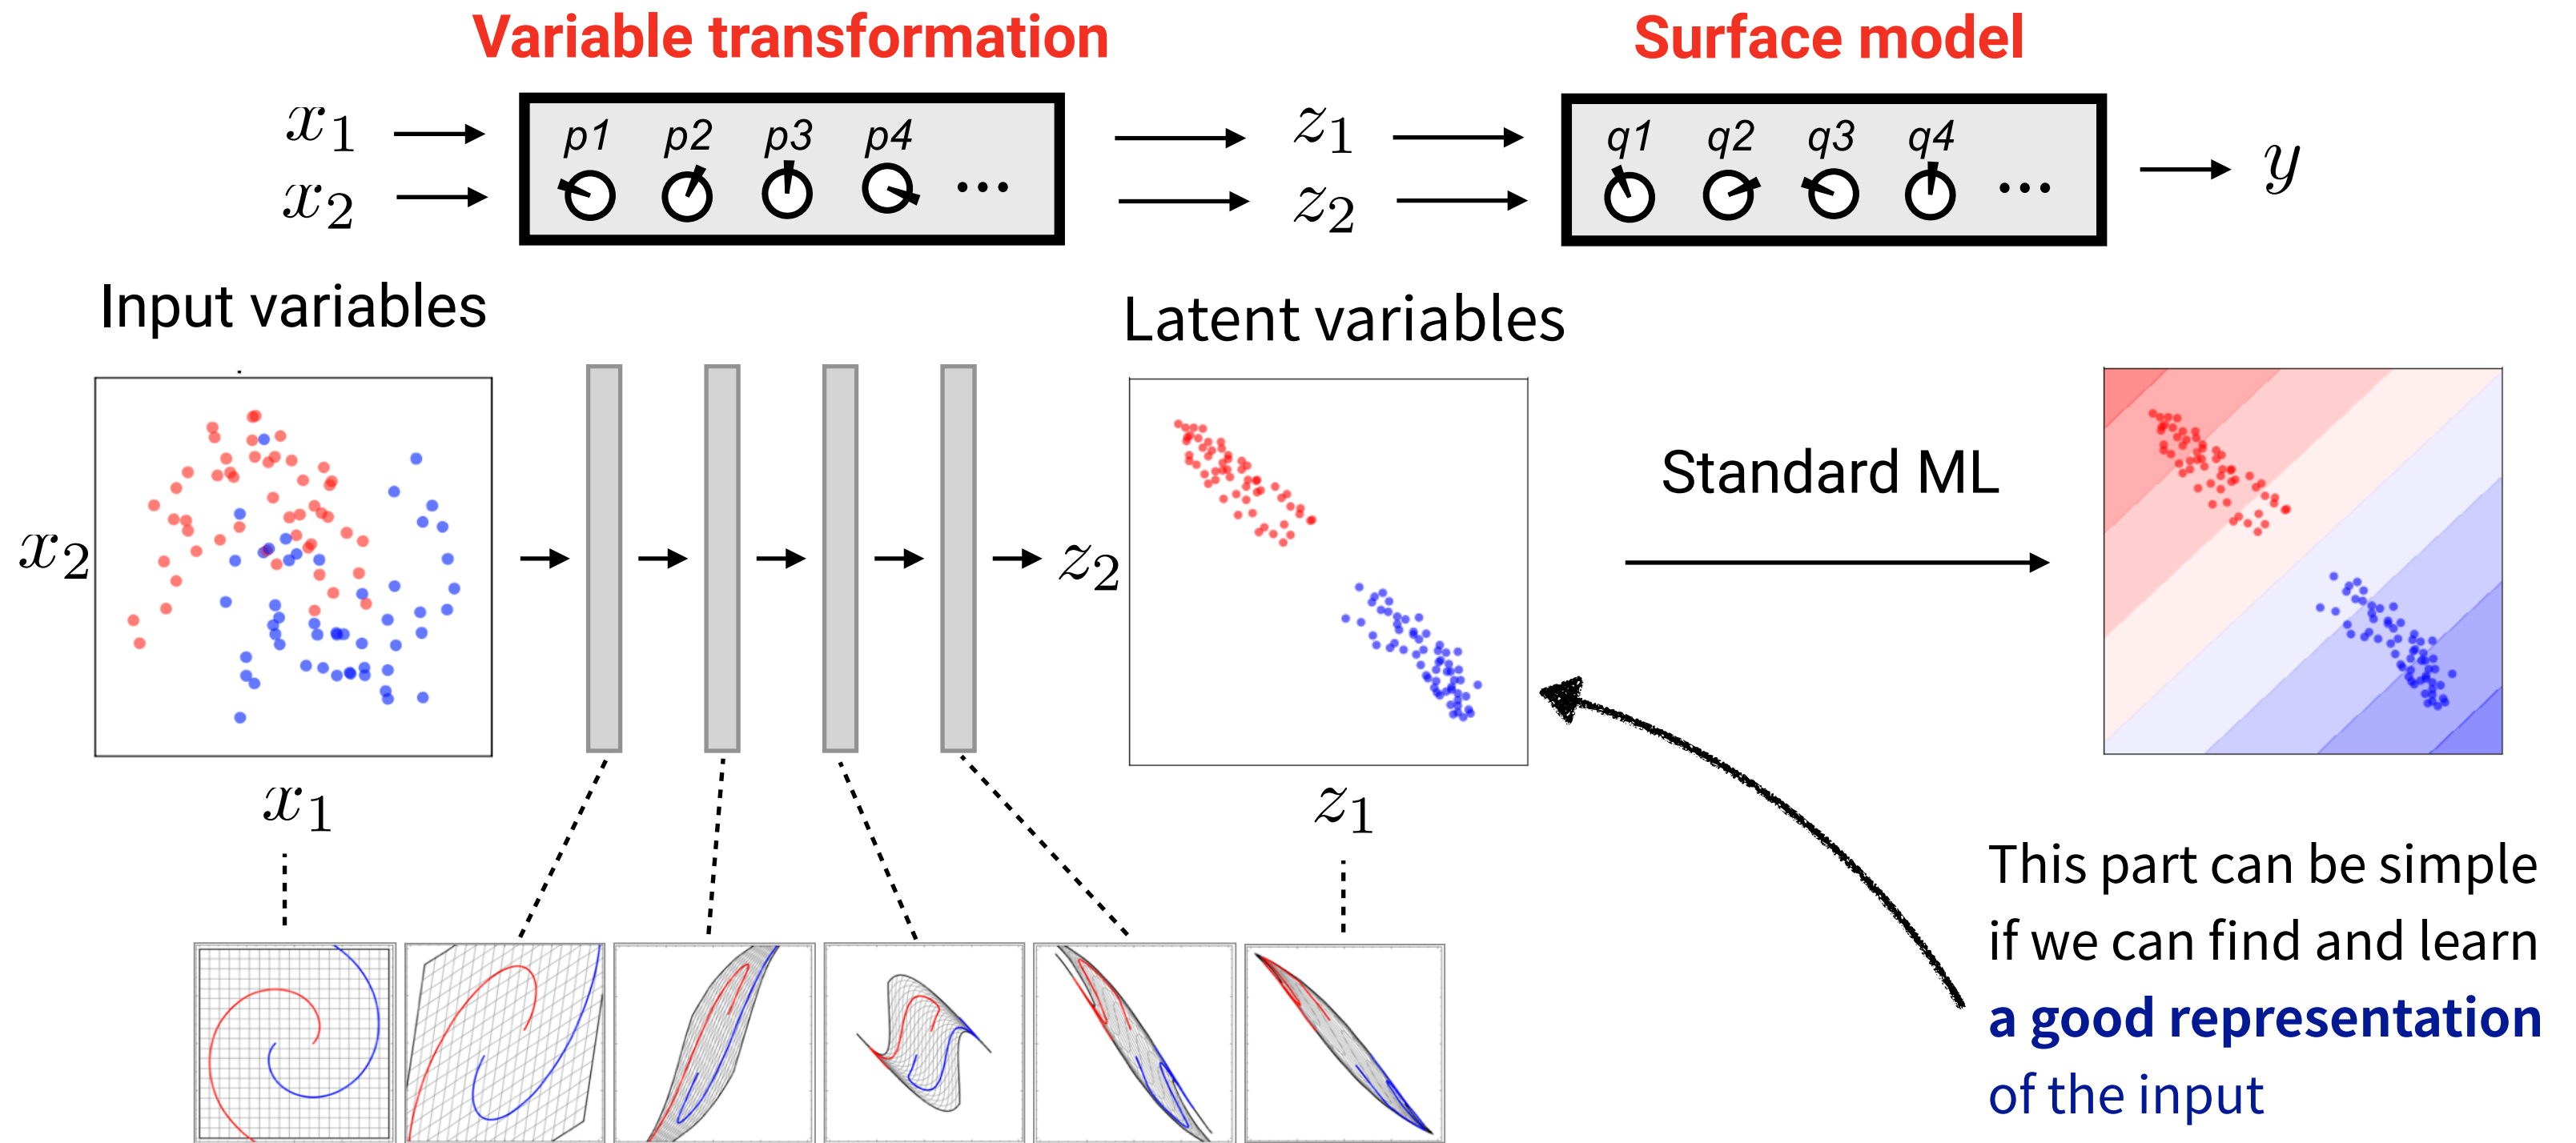 Variable transformation
Surface model
x1
x2
p1 p2 p3 p4 ...
z1
z2
q1 q2 q3 q4 ...
y
Input variables
Latent variables
x2
z2
Standard ML
x1
z1
This part can be simple
if we can find and learn
a good representation
of the input